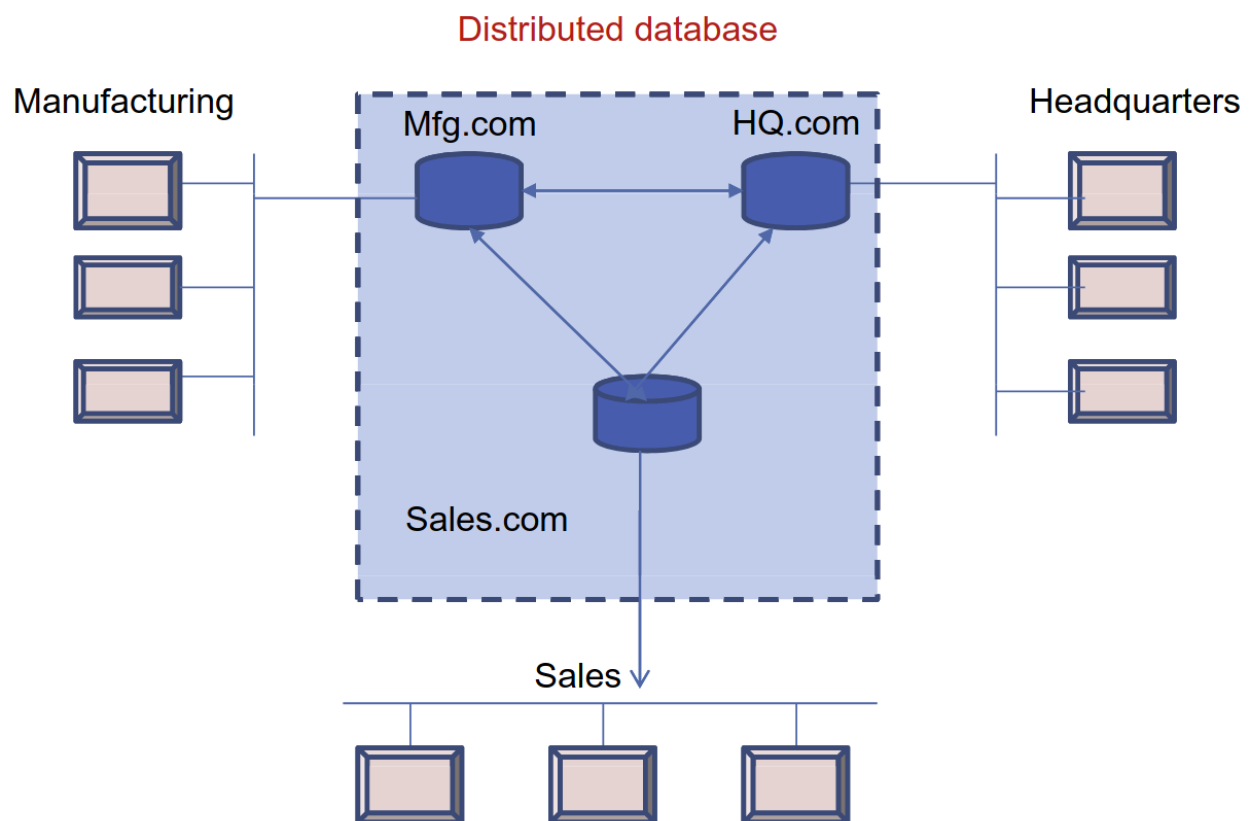 Distributed database
Manufacturing
Mfg.com
HQ.com
Headquarters
Sales.com
Sales